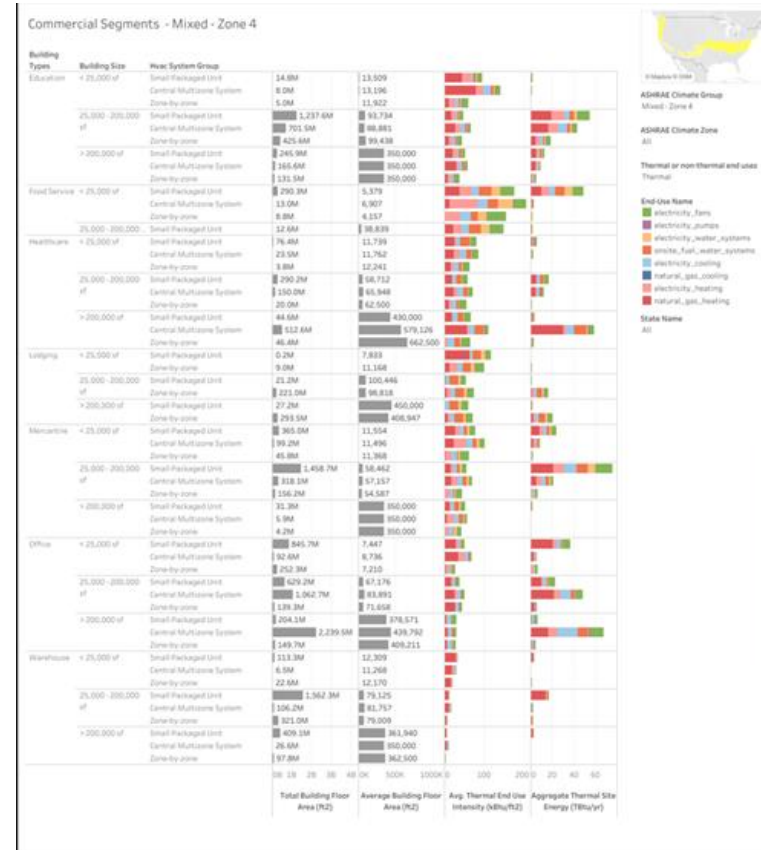 Commercial Segments - Mixed - Zone 4
Building Types Building Size Hvac System Group
Education < 25,000 sf Small Packaged Unit 14.8M 13,509
Central Multizone System 8.0M 13,196
Zone-by-zone 5.0M 11,922
25,000 -200,000 sf Small Packaged Unit 1,237.6M 93,734
Central Multizone System 701.5M 88,881
Zone-by-zone 425.6M 99,438
> 200,000 sf Small Packaged Unit 245.9M 350,000
Central Multizone System 165.6M 350,000
Zone-by-zone 131.5M 350,000
Food Service < 25,000 sf Small Packaged Unit 290.3M 5,379
Central Multizone System 13.0M 6,907
Zone-by-zone 8.8M 4,157
25,000 -200,000... Small Packaged Unit 12.6M 38,839
Healthcare < 25,000 sf Small Packaged Unit 76.4M 11,739
Central Multizone System 23.5M 11,762
Zone-by-zone 3.8M 12,241
25,000 -200,000 sf Small Packaged Unit 290.2M 58,712
Central Multizone System 150.0M 65,948
Zone-by-zone 20.0M 62,500
> 200,000 sf Small Packaged Unit 44.6M 430,000
Central Multizone System 512.6M 579,126
Zone-by-zone 46.4M 662,500
Lodging < 25,000 sf Small Packaged Unit 0.2M 7,833
Zone-by-zone 9.0M 11,168
25,000 -200,000 sf Small Packaged Unit 21.2M 100,446
Zone-by-zone 221.0M 98,818
> 200,000 sf Small Packaged Unit 27.2M 450,000
Zone-by-zone 293.5M 408,947
Mercantile < 25,000 sf Small Packaged Unit 365.0M 11,554
Central Multizone System 99.2M 11,496
Zone-by-zone 45.8M 11,368
25,000 -200,000 sf Small Packaged Unit 1,458.7M 58,462
Central Multizone System 318.1M 57,157
Zone-by-zone 156.2M 54,587
> 200,000 sf Small Packaged Unit 31.3M 350,000
Central Multizone System 5.9M 350,000
Zone-by-zone 4.2M 350,000
Office < 25,000 sf Small Packaged Unit 845.7M 7,447
Central Multizone System 92.6M 8,736
Zone-by-zone 252.3M 7,210
25,000 -200,000 sf Small Packaged Unit 629.2M 67,176
Central Multizone System 1,062.7M 83,891
Zone-by-zone 139.3M 71,658
> 200,000 sf Small Packaged Unit 204.1M 378,571
Central Multizone System 2,239.5M 439,792
Zone-by-zone 149.7M 409,211
Warehouse < 25,000 sf Small Packaged Unit 113.3M 12,309
Central Multizone System 6.5M 11,268
Zone-by-zone 22.6M 12,170
25,000 -200,000 sf Small Packaged Unit 1,562.3M 79,125
Central Multizone System 106.2M 81,757
Zone-by-zone 321.0M 79,009
> 200,000 sf Small Packaged Unit 409.1M 361,940
Central Multizone System 26.6M 350,000
Zone-by-zone 97.8M 362,500
0B 1B 2B 3B 4B 0K 500K 1000K 0 100 200 0 20 40 60
Total Building Floor Area (ft2) Average Building Floor Area (ft2) Avg. Thermal End Use Intensity (kBtu/ft2) Aggregate Thermal Site Energy (TBtu/yr)
© Mapbox © OSM
ASHRAE Climate Group
Mixed - Zone 4
ASHRAE Climate Zone
All
Thermal or non-thermal end uses
Thermal
End-Use Name
electricity_fans
electricity_pumps
electricity_water_systems
onsite_fuel_water_systems
electricity_cooling
natural_gas_cooling
electricity_heating
natural_gas_heating
State Name
All